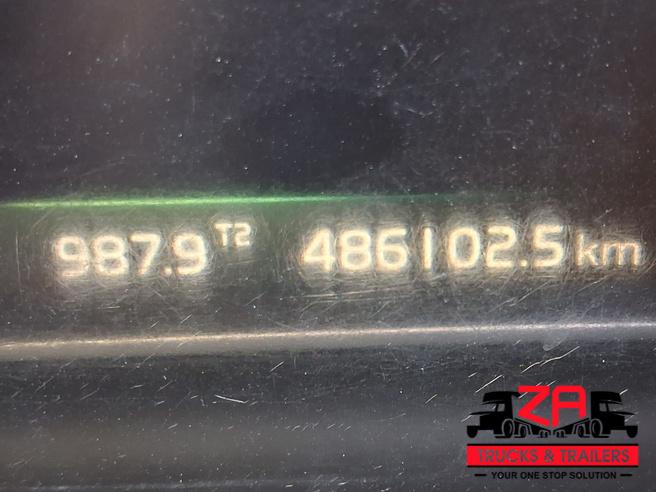 987.9 T2 486102.5 km
ZA
TRUCKS & TRAILERS
YOUR ONE STOP SOLUTION